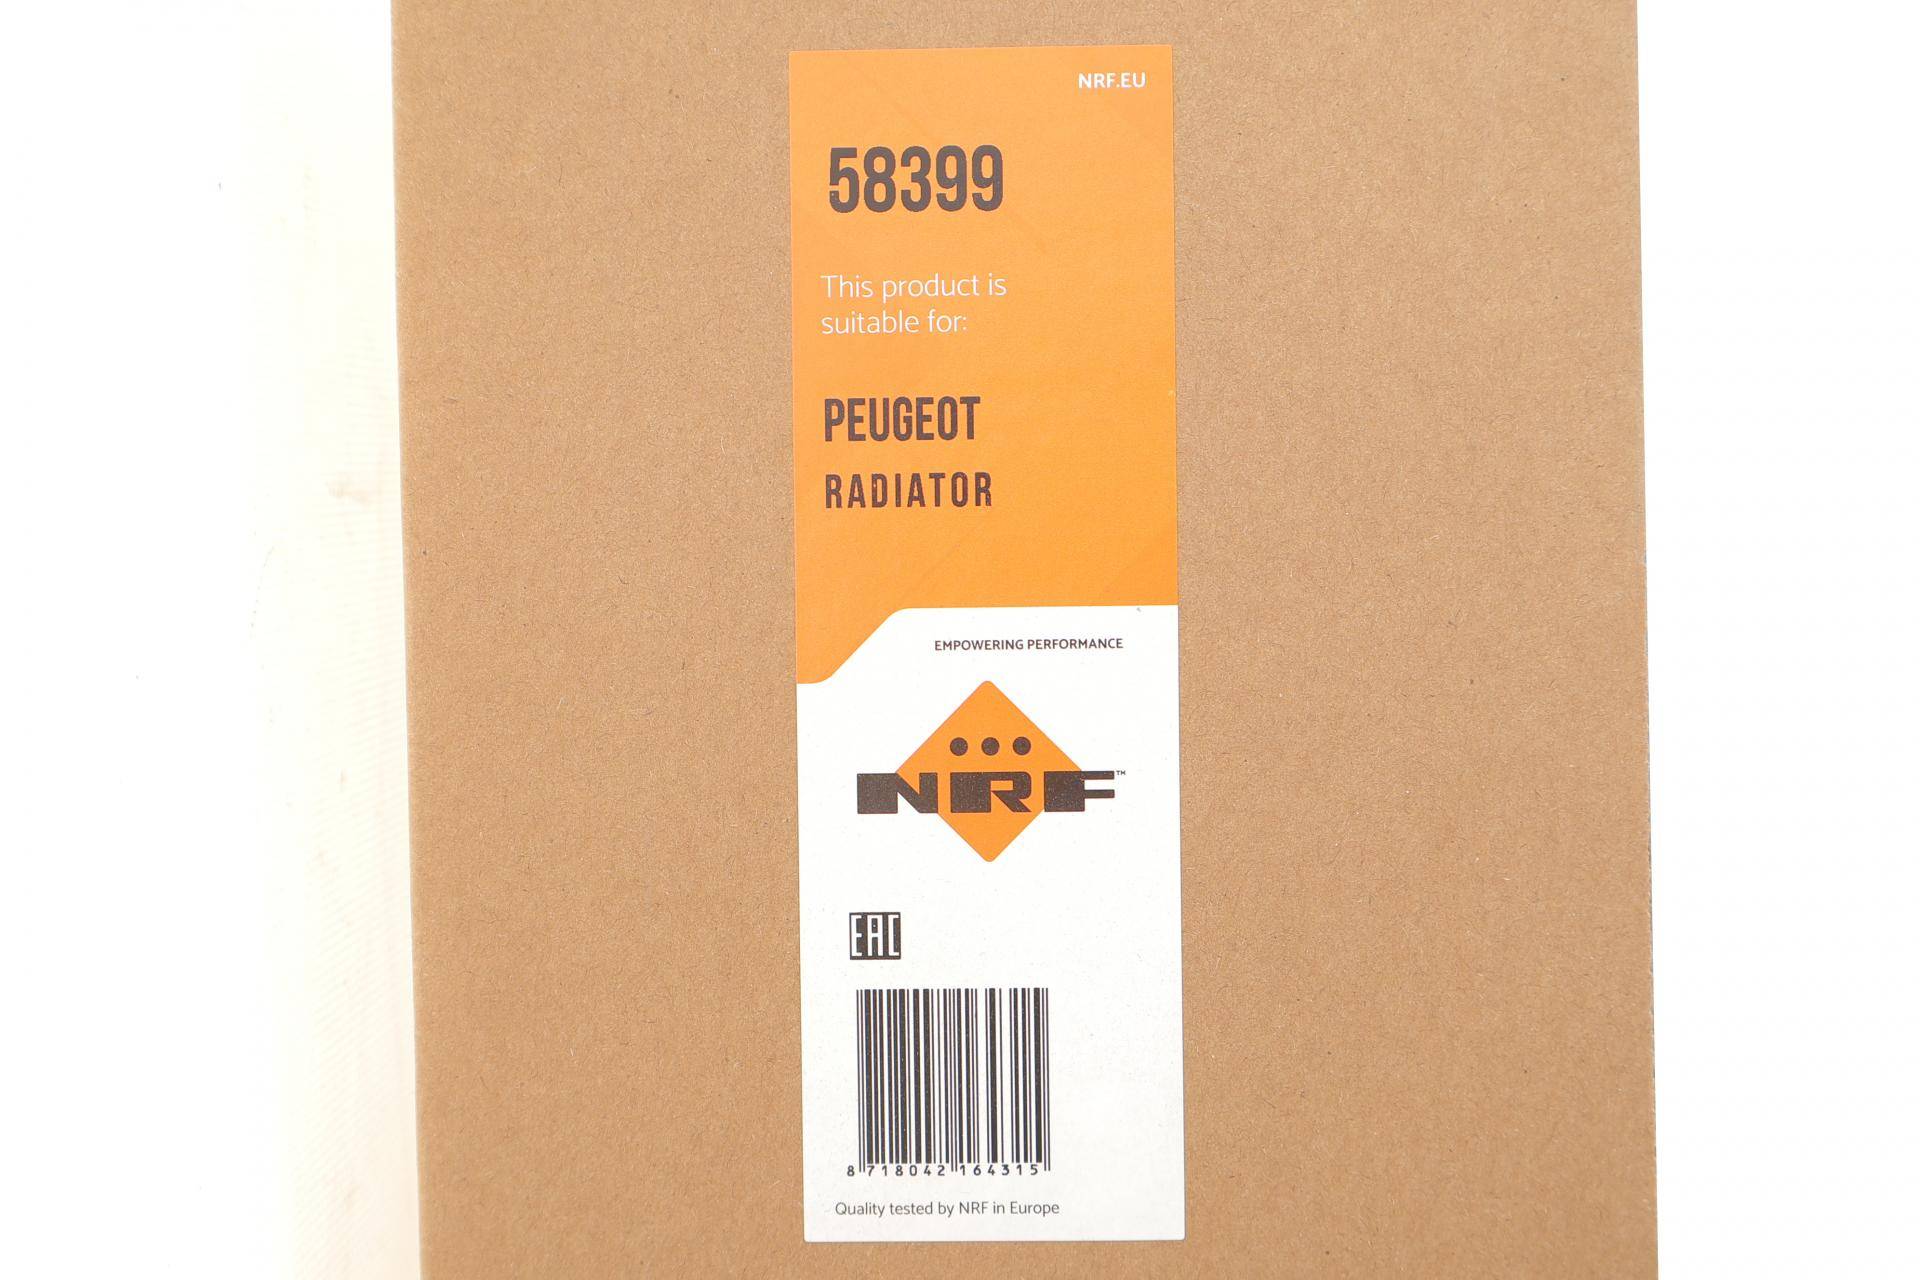 NRF.EU
58399
This product is
suitable for:
PEUGEOT
RADIATOR
EMPOWERING PERFORMANCE
NRF™
EAC
8 718042 164315
Quality tested by NRF in Europe